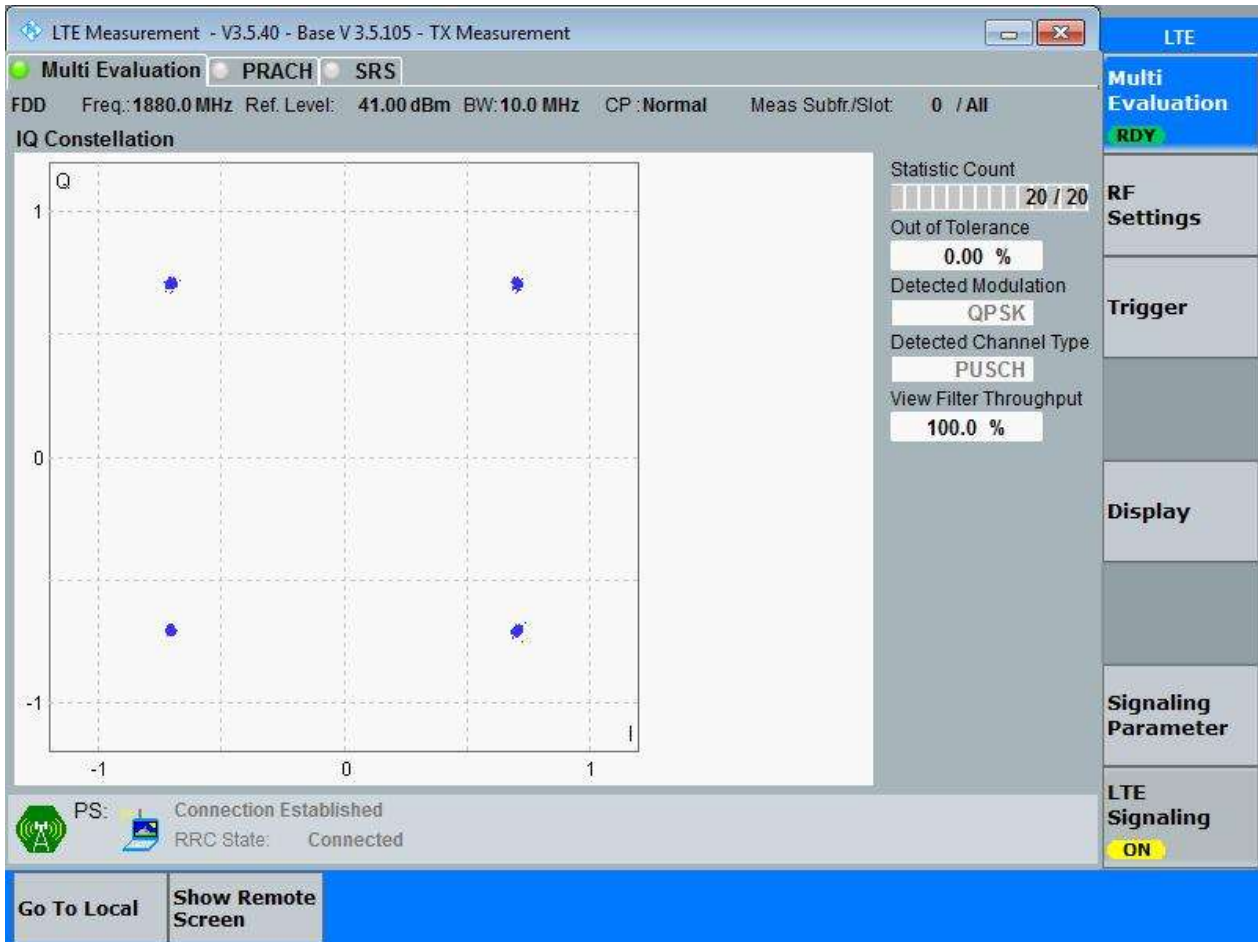 LTE Measurement - V3.5.40 - Base V 3.5.105 - TX Measurement
LTE
Multi Evaluation PRACH SRS
Multi
Evaluation
RDY
FDD Freq.: 1880.0 MHz Ref. Level: 41.00 dBm BW: 10.0 MHz CP : Normal Meas Subfr./Slot: 0 / All
IQ Constellation
Q
1
0
-1
I
-1 0 1
Statistic Count
20 / 20
Out of Tolerance
0.00 %
Detected Modulation
QPSK
Detected Channel Type
PUSCH
View Filter Throughput
100.0 %
RF
Settings
Trigger
Display
Signaling
Parameter
LTE
Signaling
ON
PS: Connection Established
RRC State: Connected
Go To Local
Show Remote
Screen